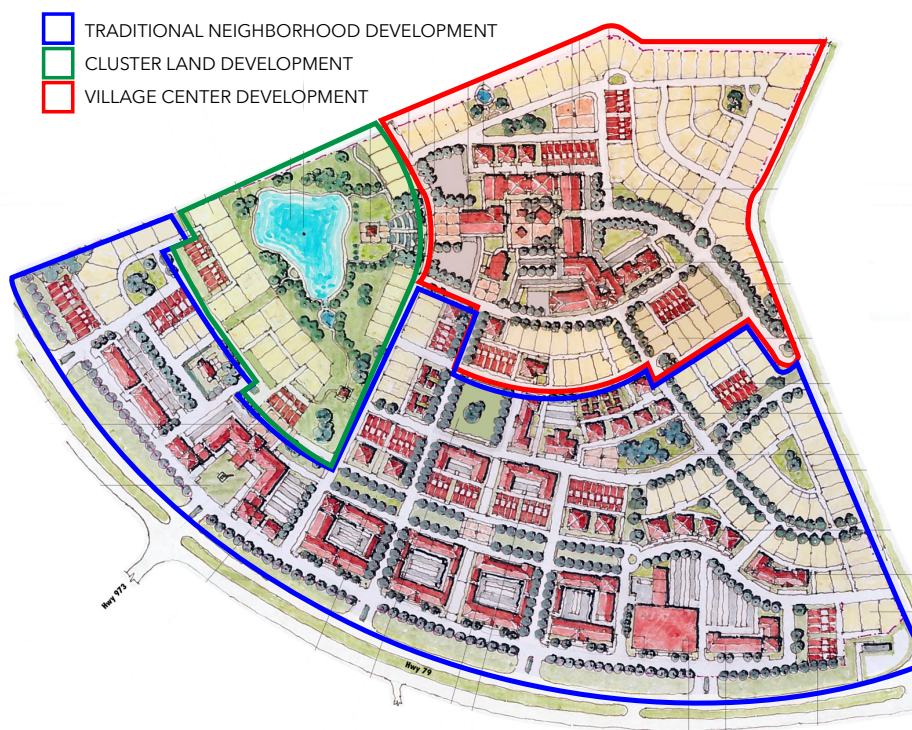 TRADITIONAL NEIGHBORHOOD DEVELOPMENT
CLUSTER LAND DEVELOPMENT
VILLAGE CENTER DEVELOPMENT
Hwy 973
Hwy 79